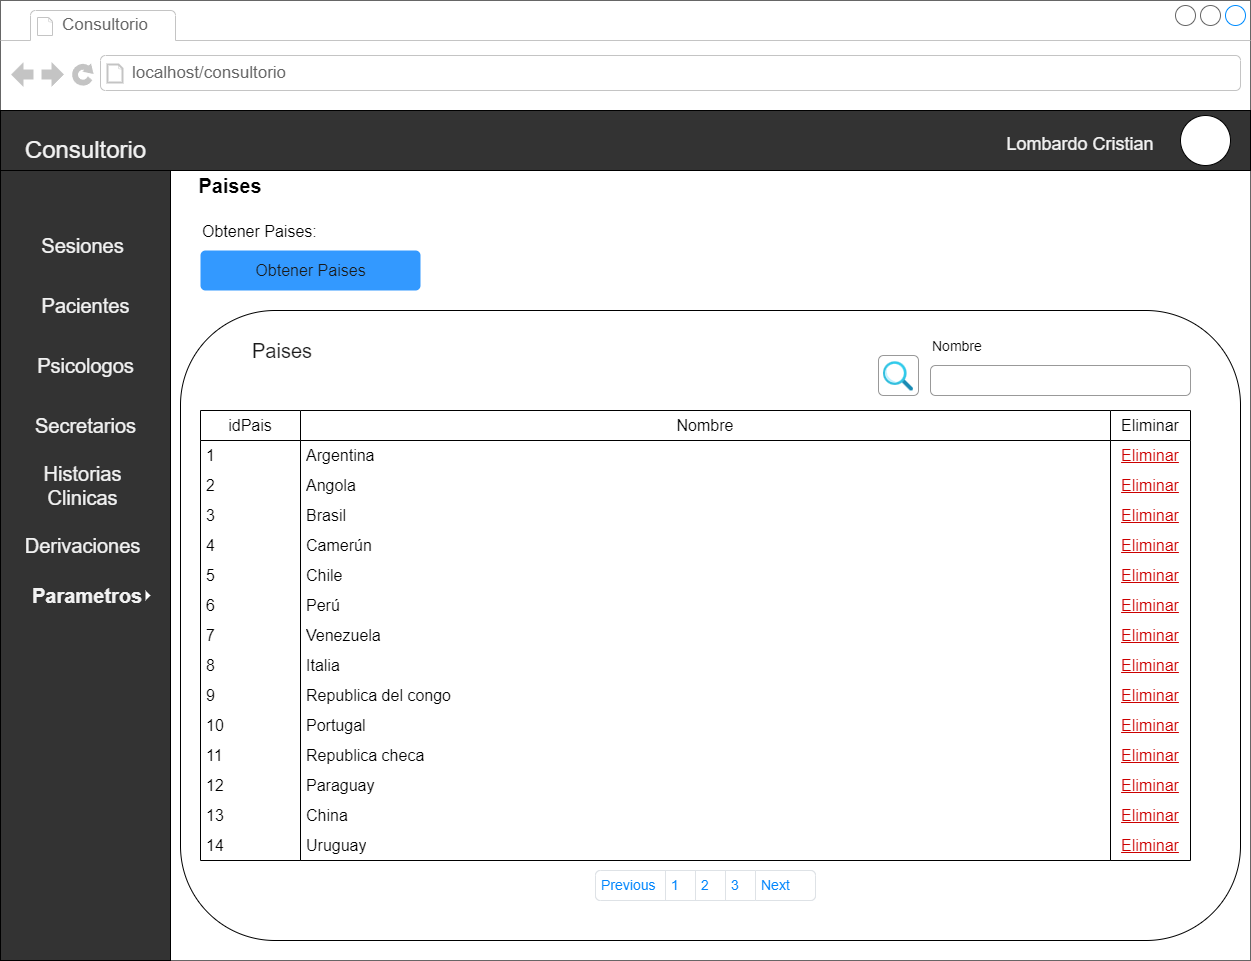 Consultorio
localhost/consultorio
Consultorio
Lombardo Cristian
Sesiones
Pacientes
Psicologos
Secretarios
Historias
Clinicas
Derivaciones
Parametros
Paises
Obtener Paises:
Obtener Paises
Paises
Nombre
idPais Nombre Eliminar
1 Argentina Eliminar
2 Angola Eliminar
3 Brasil Eliminar
4 Camerún Eliminar
5 Chile Eliminar
6 Perú Eliminar
7 Venezuela Eliminar
8 Italia Eliminar
9 Republica del congo Eliminar
10 Portugal Eliminar
11 Republica checa Eliminar
12 Paraguay Eliminar
13 China Eliminar
14 Uruguay Eliminar
Previous 1 2 3 Next